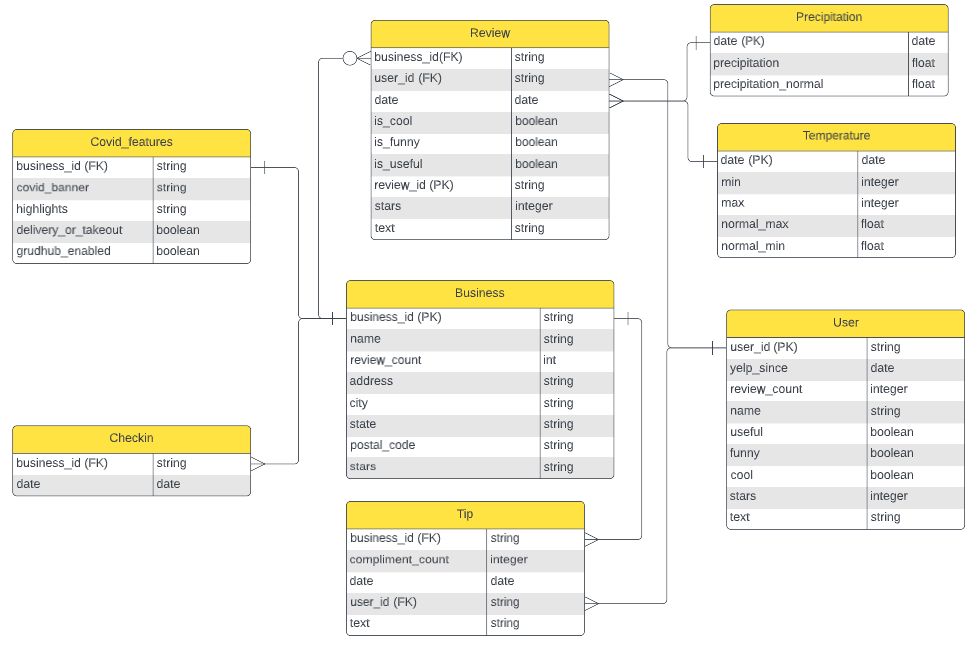 Precipitation
date (PK) date
precipitation float
precipitation_normal float
Review
business_id(FK) string
user_id (FK) string
date date
is_cool boolean
is_funny boolean
is_useful boolean
review_id (PK) string
stars integer
text string
Temperature
date (PK) date
min integer
max integer
normal_max float
normal_min float
Covid_features
business_id (FK) string
covid_banner string
highlights string
delivery_or_takeout boolean
grudhub_enabled boolean
Business
business_id (PK) string
name string
review_count int
address string
city string
state string
postal_code string
stars string
User
user_id (PK) string
yelp_since date
review_count integer
name string
useful boolean
funny boolean
cool boolean
stars integer
text string
Checkin
business_id (FK) string
date date
Tip
business_id (FK) string
compliment_count integer
date date
user_id (FK) string
text string